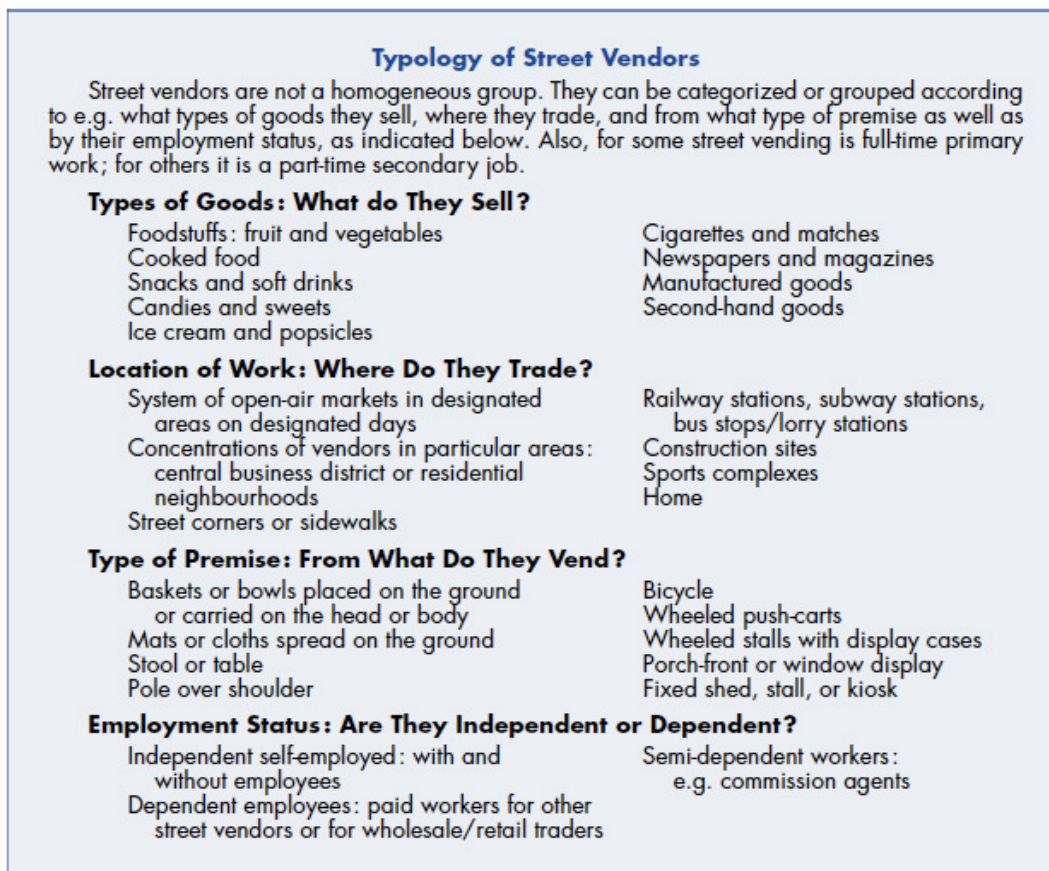 Typology of Street Vendors
Street vendors are not a homogeneous group. They can be categorized or grouped according
to e.g. what types of goods they sell, where they trade, and from what type of premise as well as
by their employment status, as indicated below. Also, for some street vending is full-time primary
work; for others it is a part-time secondary job.
Types of Goods: What do They Sell?
Foodstuffs: fruit and vegetables
Cooked food
Snacks and soft drinks
Candies and sweets
Ice cream and popsicles
Cigarettes and matches
Newspapers and magazines
Manufactured goods
Second-hand goods
Location of Work: Where Do They Trade?
System of open-air markets in designated
areas on designated days
Concentrations of vendors in particular areas:
central business district or residential
neighbourhoods
Street corners or sidewalks
Railway stations, subway stations,
bus stops/lorry stations
Construction sites
Sports complexes
Home
Type of Premise: From What Do They Vend?
Baskets or bowls placed on the ground
or carried on the head or body
Mats or cloths spread on the ground
Stool or table
Pole over shoulder
Bicycle
Wheeled push-carts
Wheeled stalls with display cases
Porch-front or window display
Fixed shed, stall, or kiosk
Employment Status: Are They Independent or Dependent?
Independent self-employed: with and
without employees
Dependent employees: paid workers for other
street vendors or for wholesale/retail traders
Semi-dependent workers:
e.g. commission agents